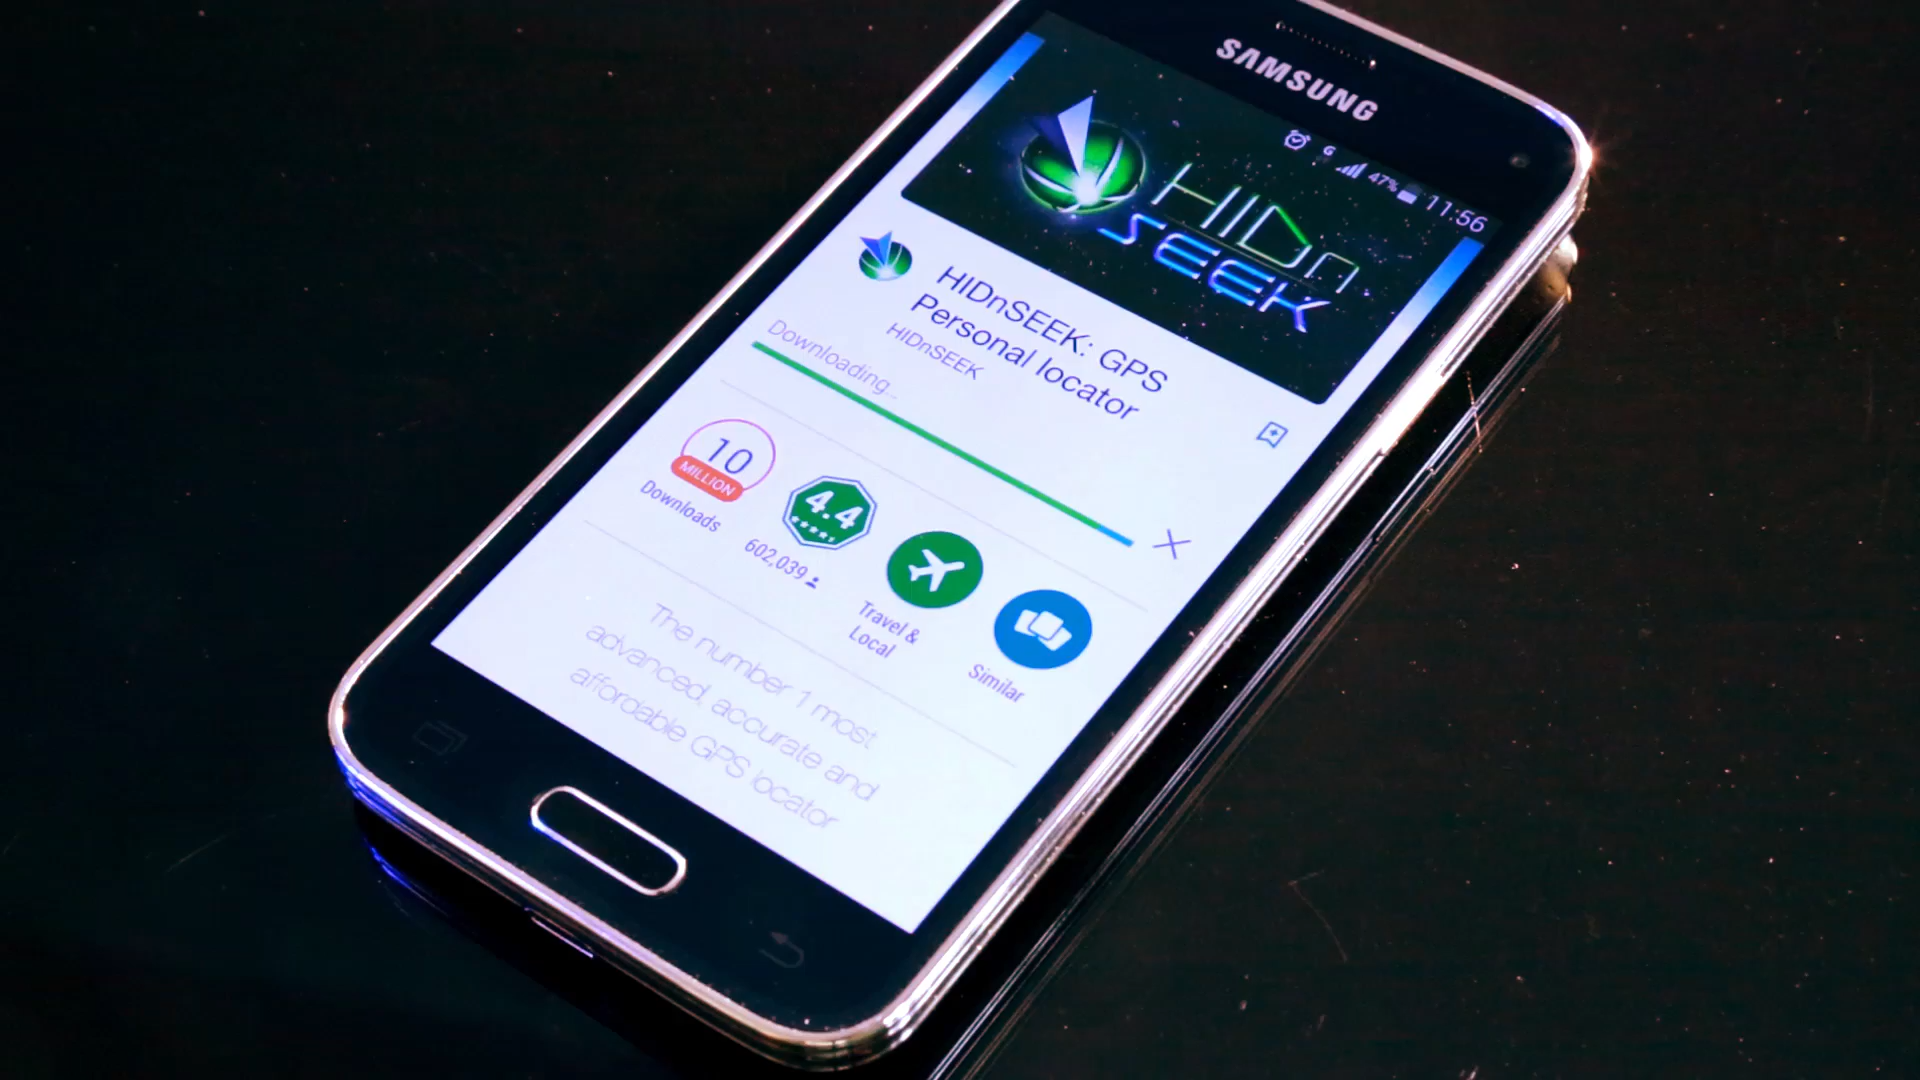 SAMSUNG
G 47% 11:56
HIDn
SEEK
HIDnSEEK: GPS
Personal locator
HIDnSEEK
Downloading...
10
MILLION
Downloads
4.4
602,039
Travel &
Local
Similar
The number 1 most
advanced, accurate and
affordable GPS locator